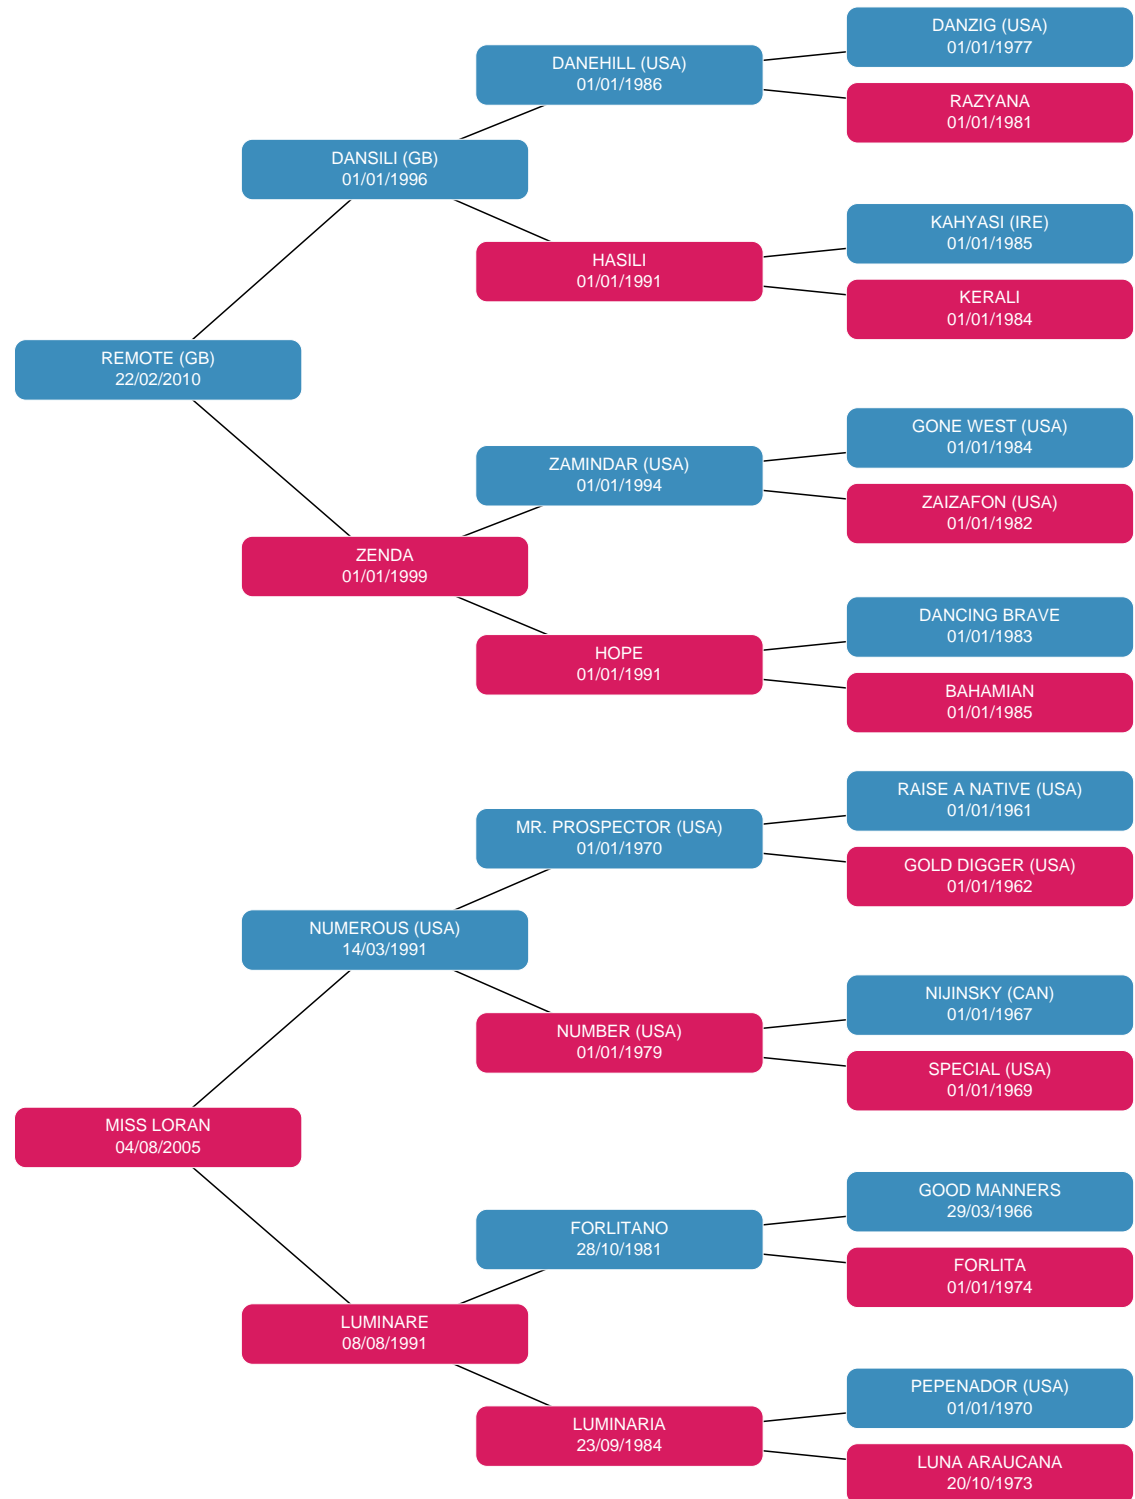 DANZIG (USA)
01/01/1977
DANEHILL (USA)
01/01/1986
RAZYANA
01/01/1981
DANSILI (GB)
01/01/1996
KAHYASI (IRE)
01/01/1985
HASILI
01/01/1991
KERALI
01/01/1984
REMOTE (GB)
22/02/2010
GONE WEST (USA)
01/01/1984
ZAMINDAR (USA)
01/01/1994
ZAIZAFON (USA)
01/01/1982
ZENDA
01/01/1999
DANCING BRAVE
01/01/1983
HOPE
01/01/1991
BAHAMIAN
01/01/1985
RAISE A NATIVE (USA)
01/01/1961
MR. PROSPECTOR (USA)
01/01/1970
GOLD DIGGER (USA)
01/01/1962
NUMEROUS (USA)
14/03/1991
NIJINSKY (CAN)
01/01/1967
NUMBER (USA)
01/01/1979
SPECIAL (USA)
01/01/1969
MISS LORAN
04/08/2005
GOOD MANNERS
29/03/1966
FORLITANO
28/10/1981
FORLITA
01/01/1974
LUMINARE
08/08/1991
PEPENADOR (USA)
01/01/1970
LUMINARIA
23/09/1984
LUNA ARAUCANA
20/10/1973